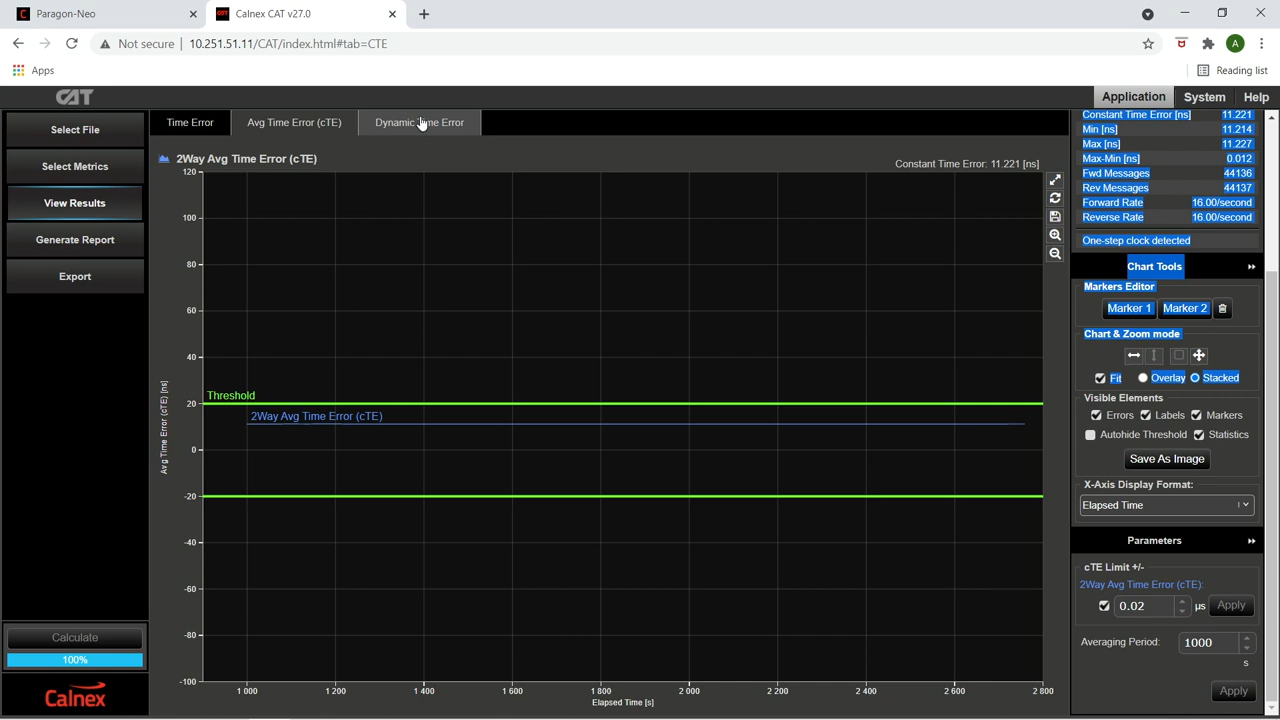 Paragon-Neo
Calnex CAT v27.0
Not secure
10.251.51.11/CAT/index.html#tab=CTE
A
Apps
Reading list
CAT
Application
System
Help
Select File
Select Metrics
View Results
Generate Report
Export
Calculate
100%
Calnex
Time Error
Avg Time Error (cTE)
Dynamic Time Error
2Way Avg Time Error (cTE)
Constant Time Error: 11.221 [ns]
120
100
80
60
40
20
0
-20
-40
-60
-80
-100
Avg Time Error (cTE) [ns]
Threshold
2Way Avg Time Error (cTE)
1 000
1 200
1 400
1 600
1 800
2 000
2 200
2 400
2 600
2 800
Elapsed Time [s]
Constant Time Error [ns] 11.221
Min [ns] 11.214
Max [ns] 11.227
Max-Min [ns] 0.012
Fwd Messages 44136
Rev Messages 44137
Forward Rate 16.00/second
Reverse Rate 16.00/second
One-step clock detected
Chart Tools
Markers Editor
Marker 1 Marker 2
Chart & Zoom mode
Fit Overlay Stacked
Visible Elements
Errors Labels Markers
Autohide Threshold Statistics
Save As Image
X-Axis Display Format:
Elapsed Time
Parameters
cTE Limit +/-
2Way Avg Time Error (cTE):
0.02 µs Apply
Averaging Period: 1000
s
Apply